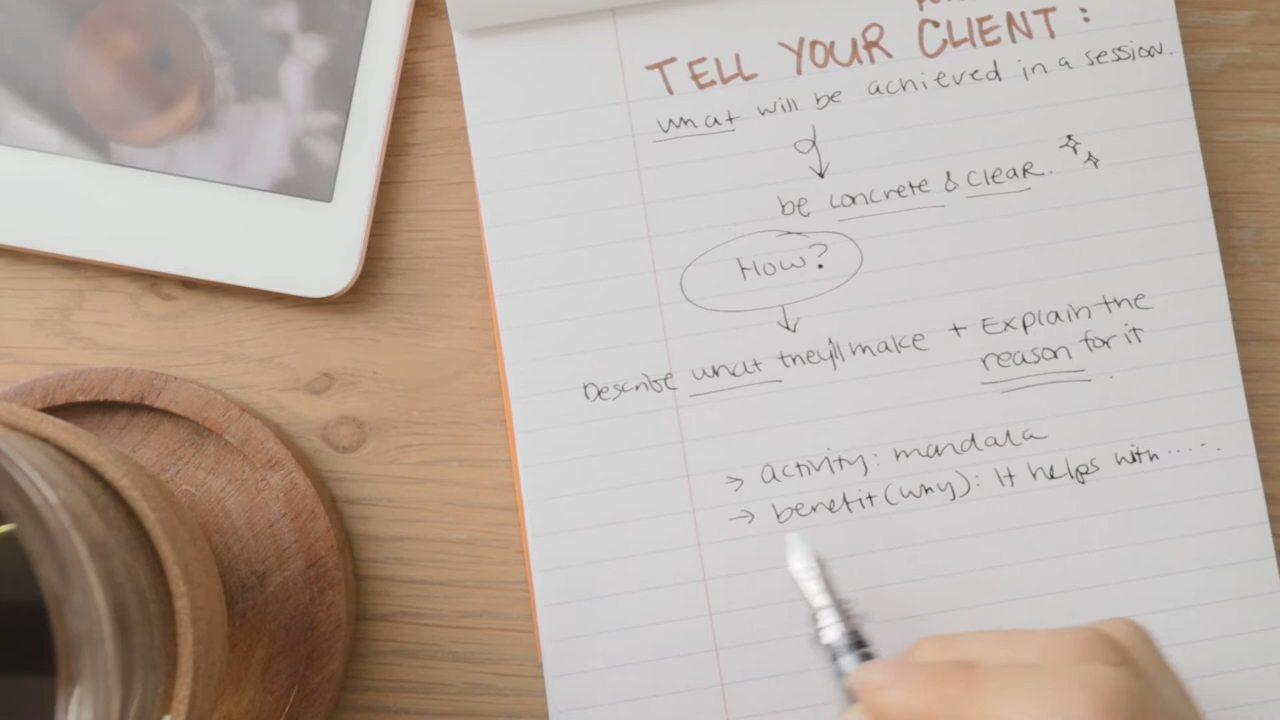 TELL YOUR CLIENT:
what will be achieved in a session.
be concrete & clear.
How?
Describe what they'll make + Explain the
reason for it.
→ activity: mandala
→ benefit (why): It helps with.....